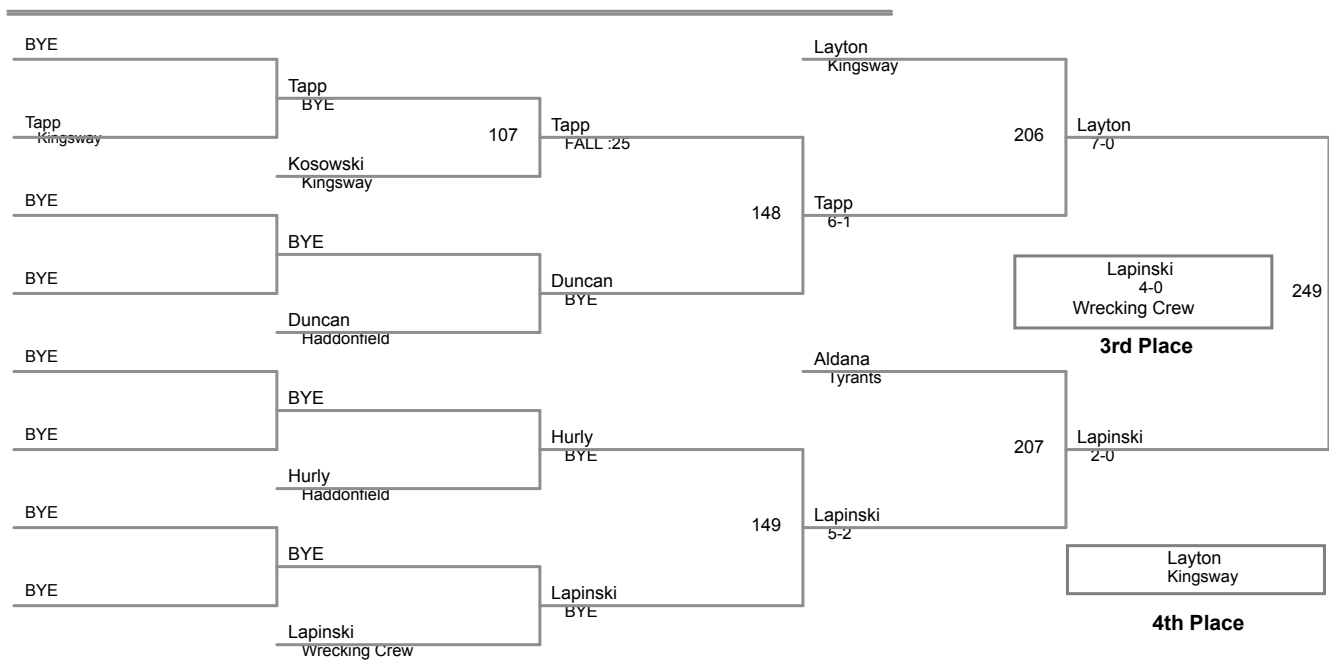 BYE
Tapp
Kingsway
BYE
BYE
BYE
BYE
BYE
BYE
Tapp
BYE
Kosowski
Kingsway
BYE
Duncan
Haddonfield
BYE
Hurly
Haddonfield
BYE
Lapinski
Wrecking Crew
107
Tapp
FALL :25
Duncan
BYE
Hurly
BYE
Lapinski
BYE
148
149
Layton
Kingsway
Tapp
6-1
Aldana
Tyrants
Lapinski
5-2
206
207
Layton
7-0
Lapinski
4-0
Wrecking Crew
3rd Place
249
Lapinski
2-0
Layton
Kingsway
4th Place